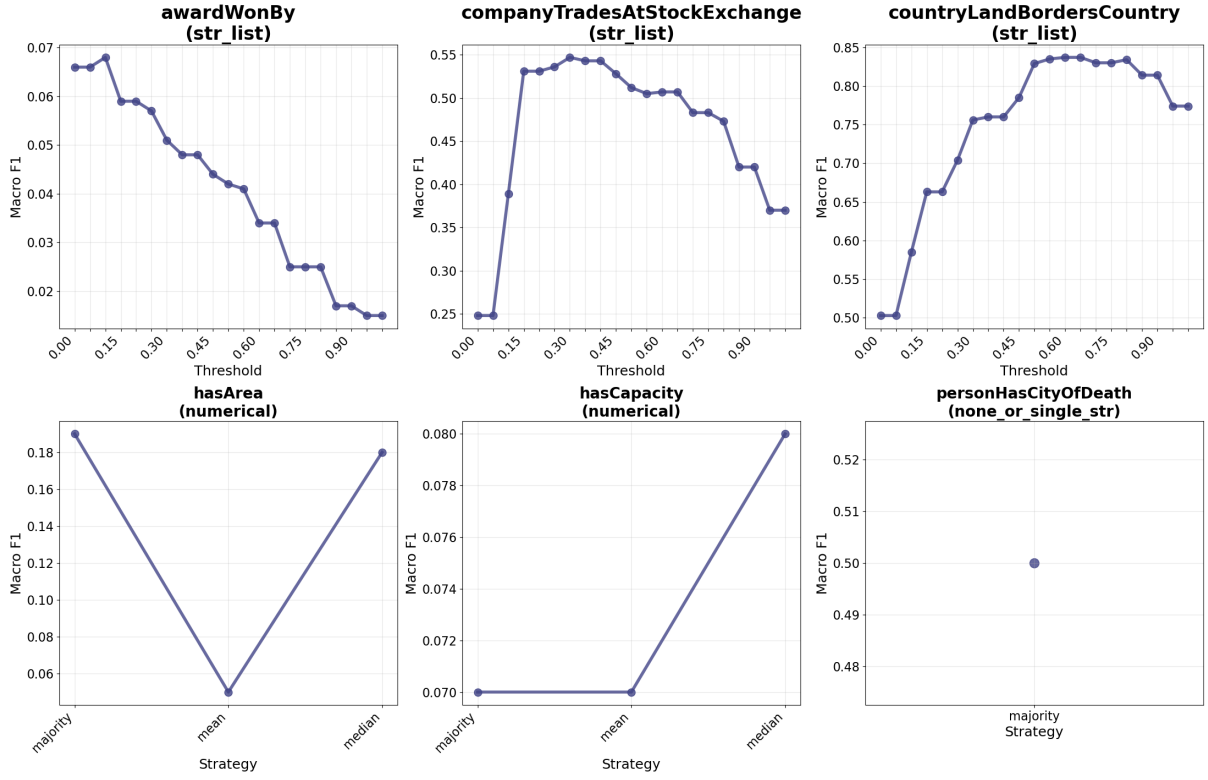 awardWonBy
(str_list)
companyTradesAtStockExchange
(str_list)
countryLandBordersCountry
(str_list)
Macro F1
0.07
0.06
0.05
0.04
0.03
0.02
0.00
0.15
0.30
0.45
0.60
0.75
0.90
Threshold
Macro F1
0.55
0.50
0.45
0.40
0.35
0.30
0.25
0.00
0.15
0.30
0.45
0.60
0.75
0.90
Threshold
Macro F1
0.85
0.80
0.75
0.70
0.65
0.60
0.55
0.50
0.00
0.15
0.30
0.45
0.60
0.75
0.90
Threshold
hasArea
(numerical)
hasCapacity
(numerical)
personHasCityOfDeath
(none_or_single_str)
Macro F1
0.18
0.16
0.14
0.12
0.10
0.08
0.06
majority
mean
median
Strategy
Macro F1
0.080
0.078
0.076
0.074
0.072
0.070
majority
mean
median
Strategy
Macro F1
0.52
0.51
0.50
0.49
0.48
majority
Strategy